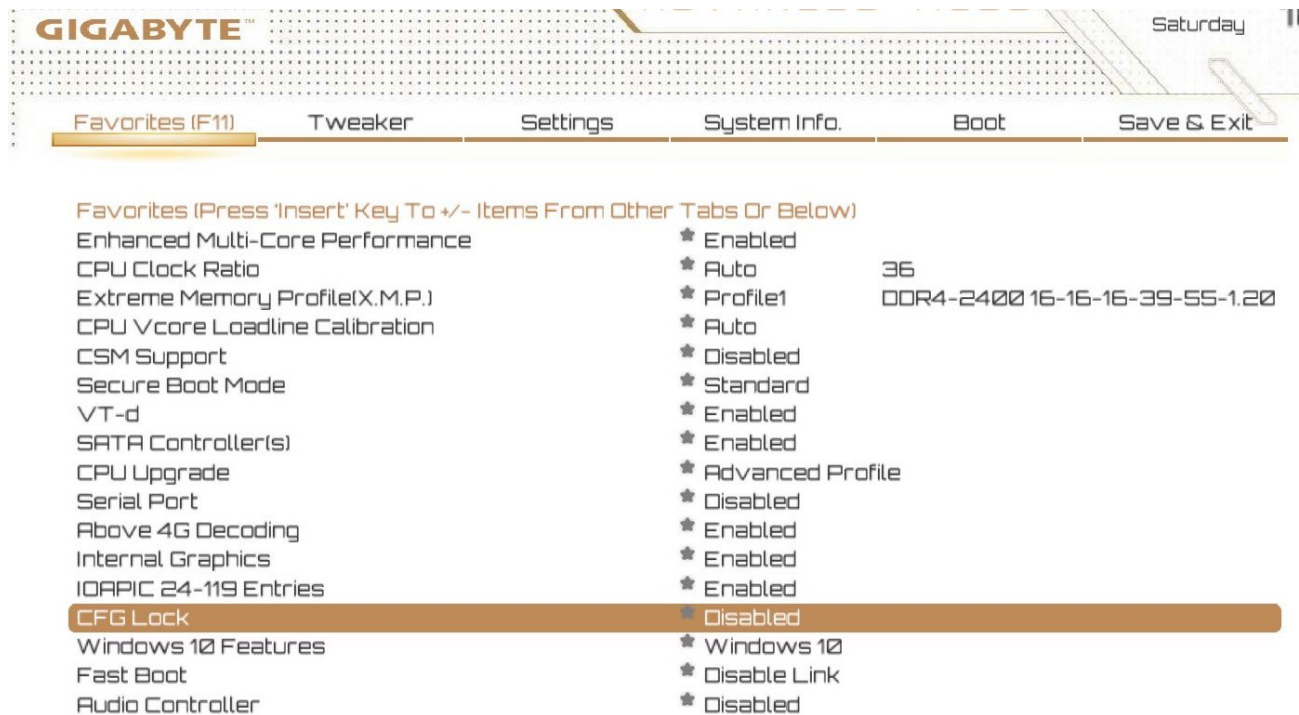 GIGABYTE™
Saturday
Favorites (F11) Tweaker Settings System Info. Boot Save & Exit
Favorites (Press 'Insert' Key To +/- Items From Other Tabs Or Below)
Enhanced Multi-Core Performance Enabled
CPU Clock Ratio Auto 36
Extreme Memory Profile(X.M.P.) Profile1 DDR4-2400 16-16-16-39-55-1.20
CPU Vcore Loadline Calibration Auto
CSM Support Disabled
Secure Boot Mode Standard
VT-d Enabled
SATA Controller(s) Enabled
CPU Upgrade Advanced Profile
Serial Port Disabled
Above 4G Decoding Enabled
Internal Graphics Enabled
IOAPIC 24-119 Entries Enabled
CFG Lock Disabled
Windows 10 Features Windows 10
Fast Boot Disable Link
Audio Controller Disabled